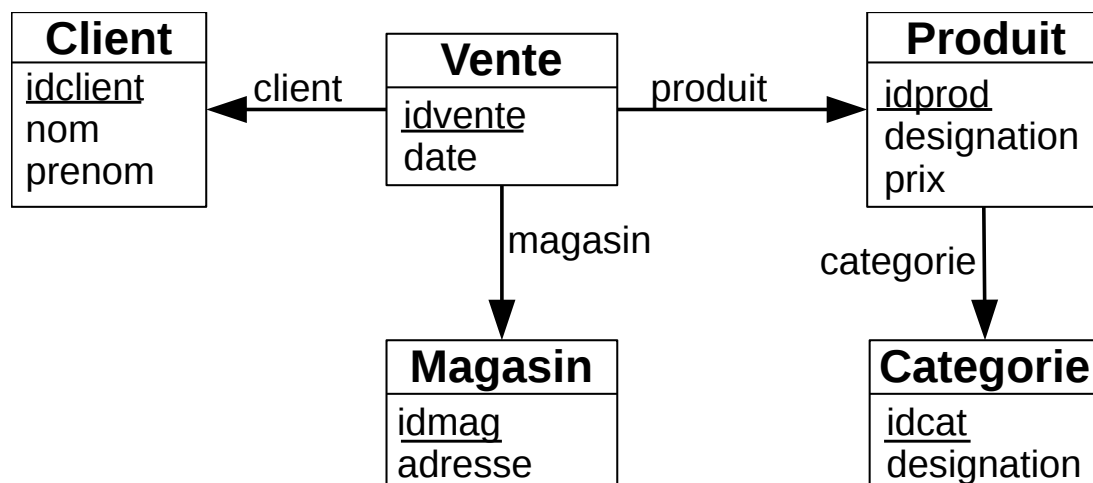 Client
idclient
nom
prenom
client
Vente
idvente
date
produit
Produit
idprod
designation
prix
magasin
categorie
Magasin
idmag
adresse
Categorie
idcat
designation